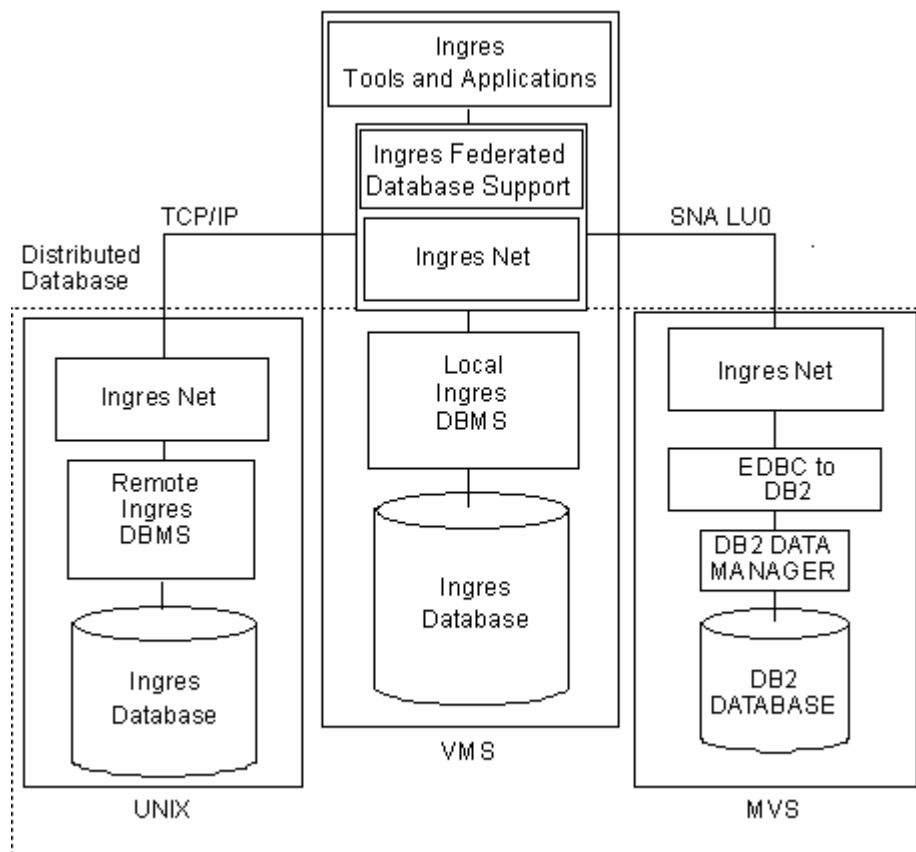 Ingres
Tools and Applications
Ingres Federated
Database Support
TCP/IP
SNA LU0
Ingres Net
Distributed
Database
Ingres Net
Local
Ingres
DBMS
Ingres Net
Remote
Ingres
DBMS
EDBC to
DB2
DB2 DATA
MANAGER
Ingres
Database
Ingres
Database
DB2
DATABASE
VMS
UNIX
MVS